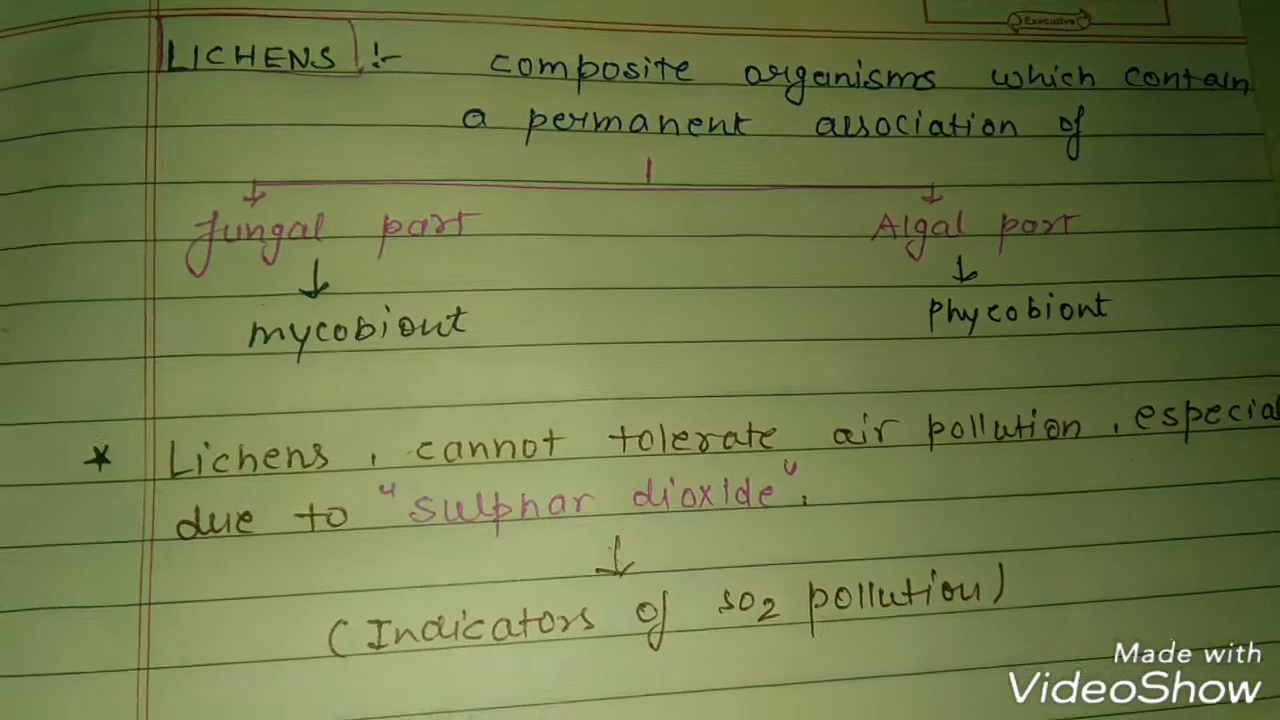 Executive
LICHENS :- composite organisms which contain
a permanent association of
fungal part Algal part
mycobiont Phycobiont
* Lichens, cannot tolerate air pollution, especia
due to "sulphar dioxide".
(Indicators of SO2 pollution)
Made with
VideoShow